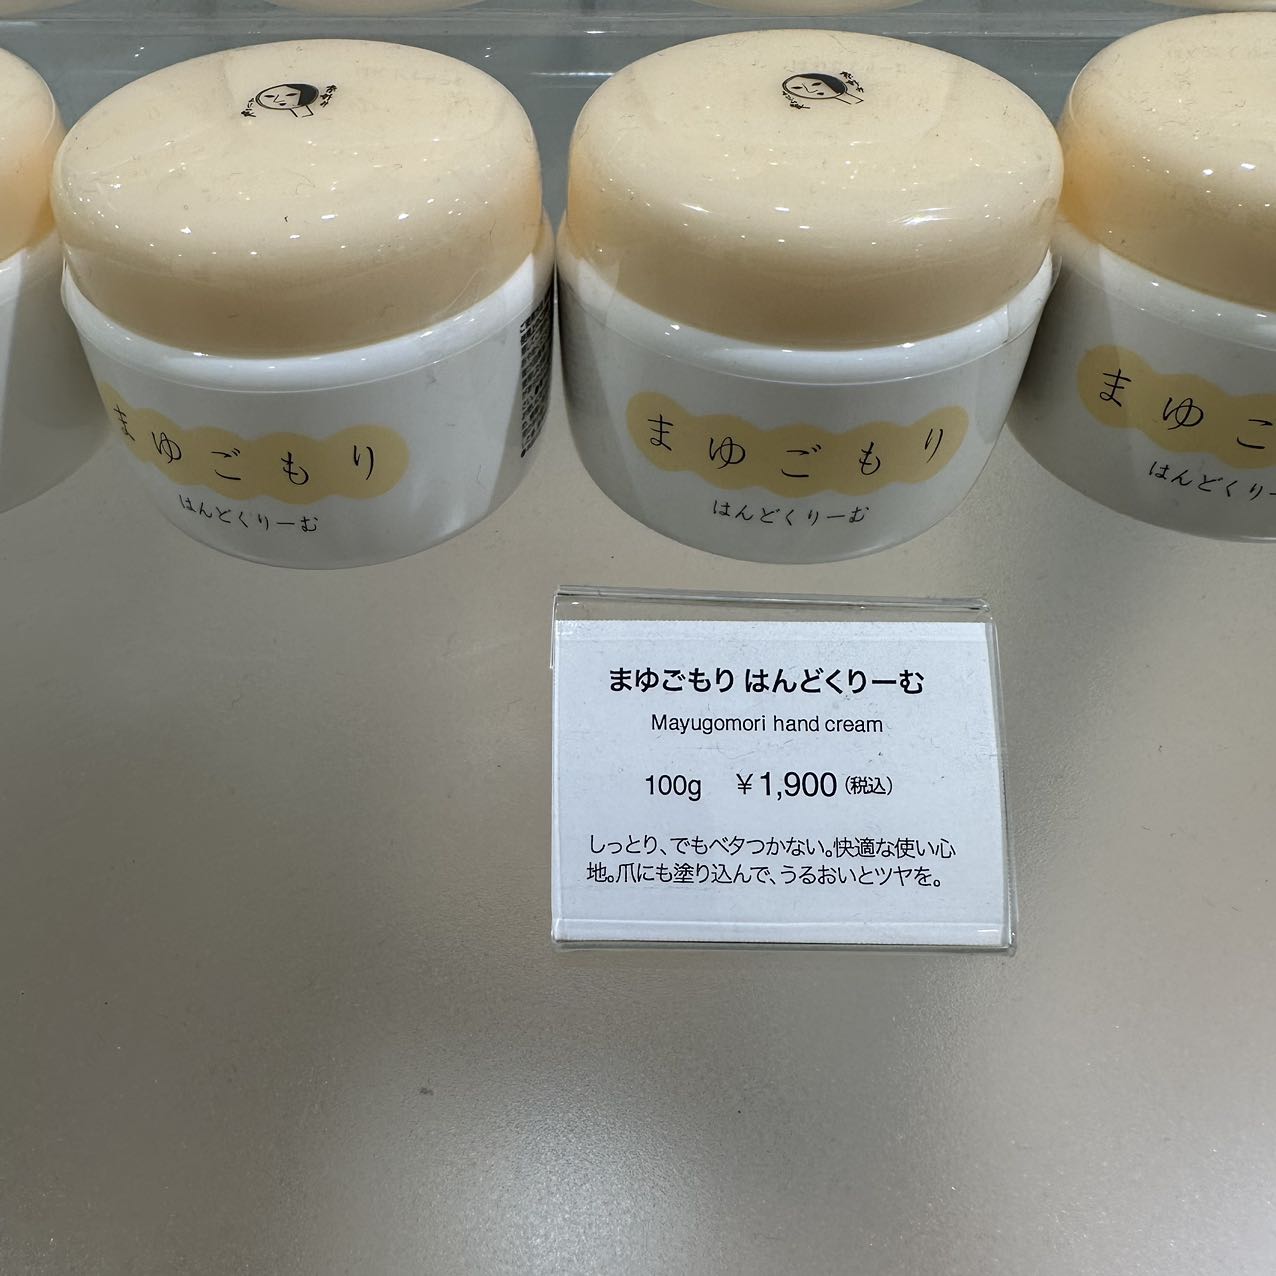 まゆごもり
はんどくりーむ
まゆごもり
はんどくりーむ
まゆご
はんどくりー
まゆごもり はんどくりーむ
Mayugomori hand cream
100g ¥1,900(税込)
しっとり、でもベタつかない。快適な使い心
地。爪にも塗り込んで、うるおいとツヤを。